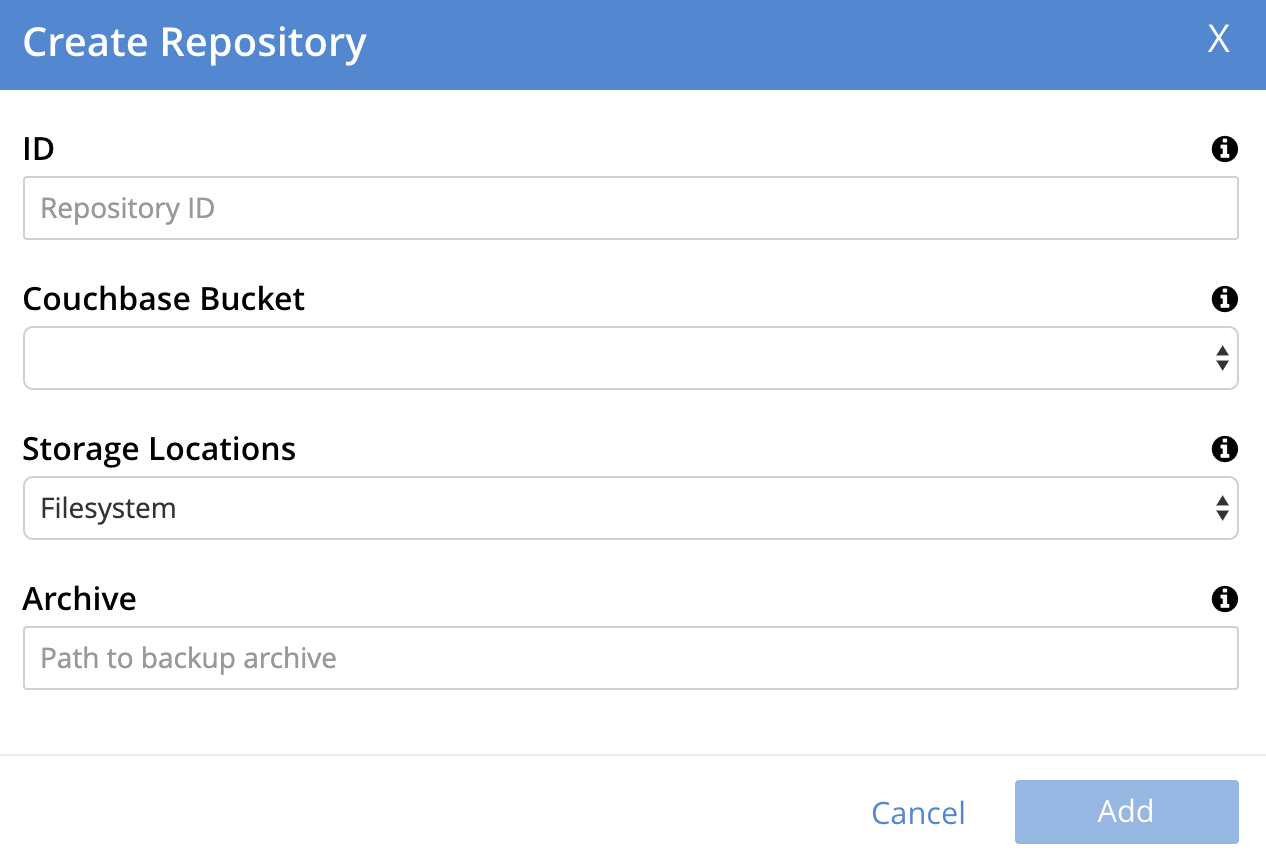 Create Repository X
ID
Repository ID
Couchbase Bucket
Storage Locations
Filesystem
Archive
Path to backup archive
Cancel Add